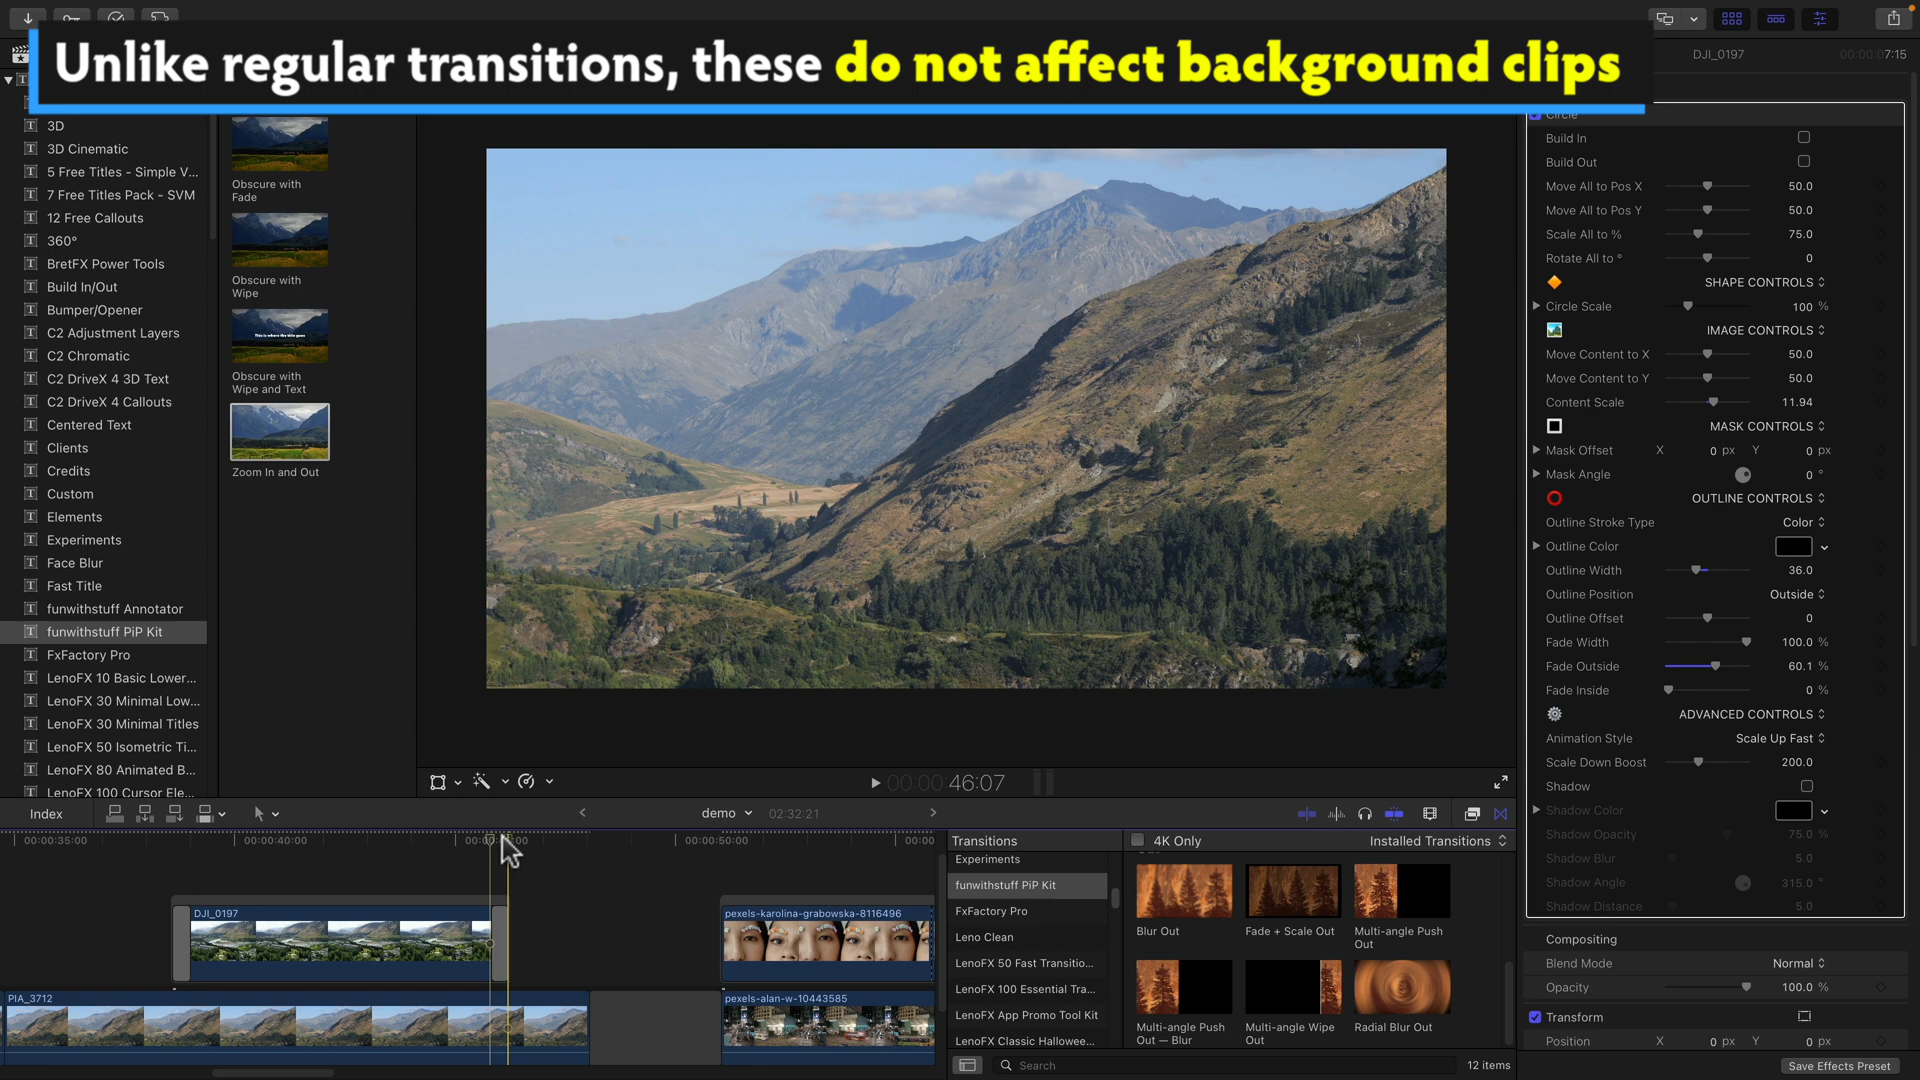 Unlike regular transitions, these do not affect background clips
DJI_0197
00:00:07:15
3D
3D Cinematic
5 Free Titles - Simple V...
7 Free Titles Pack - SVM
12 Free Callouts
360°
BretFX Power Tools
Build In/Out
Bumper/Opener
C2 Adjustment Layers
C2 Chromatic
C2 DriveX 4 3D Text
C2 DriveX 4 Callouts
Centered Text
Clients
Credits
Custom
Elements
Experiments
Face Blur
Fast Title
funwithstuff Annotator
funwithstuff PiP Kit
FxFactory Pro
LenoFX 10 Basic Lower...
LenoFX 30 Minimal Low...
LenoFX 30 Minimal Titles
LenoFX 50 Isometric Ti...
LenoFX 80 Animated B...
LenoFX 100 Cursor Ele...
Obscure with
Fade
Obscure with
Wipe
This is where the title goes
Obscure with
Wipe and Text
Zoom In and Out
Circle
Build In
Build Out
Move All to Pos X 50.0
Move All to Pos Y 50.0
Scale All to % 75.0
Rotate All to ° 0
SHAPE CONTROLS
Circle Scale 100 %
IMAGE CONTROLS
Move Content to X 50.0
Move Content to Y 50.0
Content Scale 11.94
MASK CONTROLS
Mask Offset X 0 px Y 0 px
Mask Angle 0 °
OUTLINE CONTROLS
Outline Stroke Type Color
Outline Color
Outline Width 36.0
Outline Position Outside
Outline Offset 0
Fade Width 100.0 %
Fade Outside 60.1 %
Fade Inside 0 %
ADVANCED CONTROLS
Animation Style Scale Up Fast
Scale Down Boost 200.0
Shadow
Shadow Color
Shadow Opacity 75.0 %
Shadow Blur 5.0
Shadow Angle 315.0 °
Shadow Distance 5.0
Compositing
Blend Mode Normal
Opacity 100.0 %
Transform
Position X 0 px Y 0 px
Save Effects Preset
00:00:46:07
Index
demo 02:32:21
00:00:35:00
00:00:40:00
00:00:50:00
DJI_0197
pexels-karolina-grabowska-8116496
PIA_3712
pexels-alan-w-10443585
Transitions
Experiments
funwithstuff PiP Kit
FxFactory Pro
Leno Clean
LenoFX 50 Fast Transitio...
LenoFX 100 Essential Tra...
LenoFX App Promo Tool Kit
LenoFX Classic Hallowee...
4K Only
Installed Transitions
Blur Out
Fade + Scale Out
Multi-angle Push
Out
Multi-angle Push
Out — Blur
Multi-angle Wipe
Out
Radial Blur Out
Search
12 items